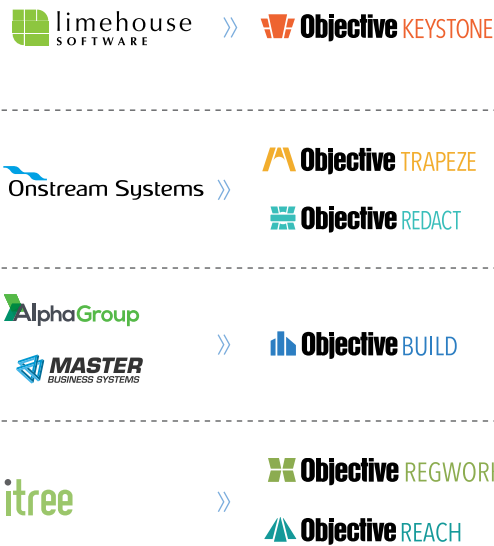 limehouse
SOFTWARE
» Objective KEYSTONE
Onstream Systems »
Objective TRAPEZE
Objective REDACT
AlphaGroup
MASTER
BUSINESS SYSTEMS
» Objective BUILD
itree »
Objective REGWORK
Objective REACH